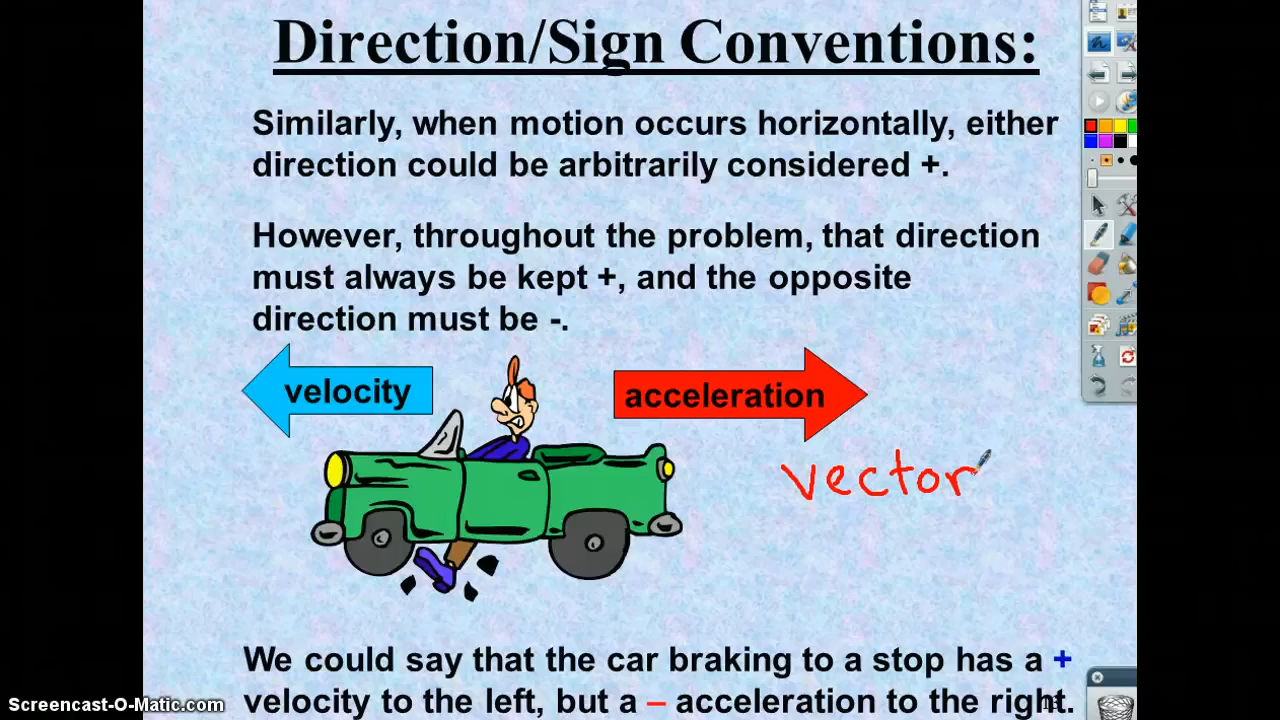 Direction/Sign Conventions:
Similarly, when motion occurs horizontally, either
direction could be arbitrarily considered +.
However, throughout the problem, that direction
must always be kept +, and the opposite
direction must be -.
velocity
acceleration
vector
We could say that the car braking to a stop has a +
velocity to the left, but a – acceleration to the right.
Screencast-O-Matic.com